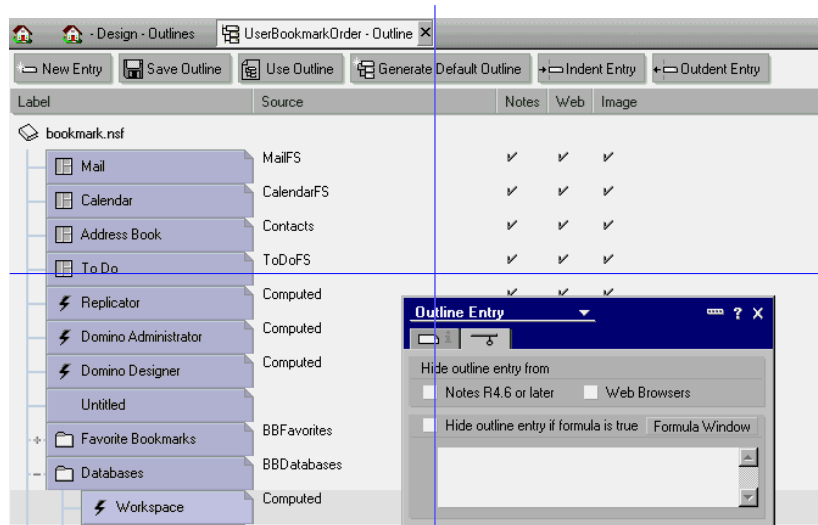 - Design - Outlines UserBookmarkOrder - Outline
New Entry Save Outline Use Outline Generate Default Outline Indent Entry Outdent Entry
Label Source Notes Web Image
bookmark.nsf
Mail MailFS
Calendar CalendarFS
Address Book Contacts
To Do ToDoFS
Replicator Computed
Domino Administrator Computed
Domino Designer Computed
Untitled
Favorite Bookmarks BBFavorites
Databases BBDatabases
Workspace Computed
Outline Entry ? X
i
Hide outline entry from
Notes R4.6 or later Web Browsers
Hide outline entry if formula is true Formula Window